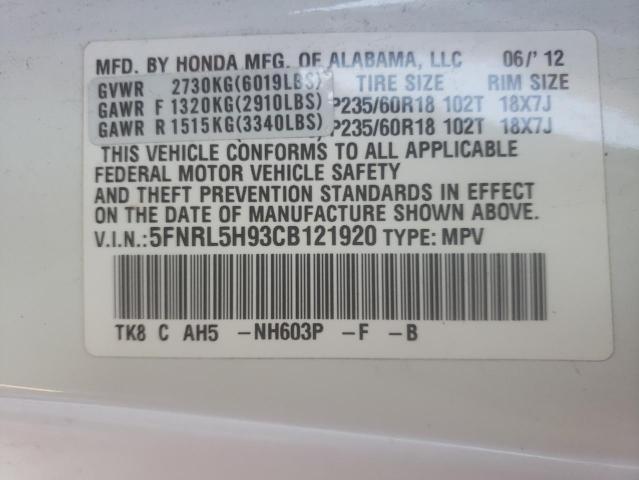 MFD. BY HONDA MFG. OF ALABAMA, LLC 06/'12
GVWR 2730KG(6019LBS) TIRE SIZE RIM SIZE
GAWR F 1320KG(2910LBS) P235/60R18 102T 18X7J
GAWR R 1515KG(3340LBS) P235/60R18 102T 18X7J
THIS VEHICLE CONFORMS TO ALL APPLICABLE
FEDERAL MOTOR VEHICLE SAFETY
AND THEFT PREVENTION STANDARDS IN EFFECT
ON THE DATE OF MANUFACTURE SHOWN ABOVE.
V.I.N.:5FNRL5H93CB121920 TYPE: MPV
TK8 C AH5 -NH603P -F -B